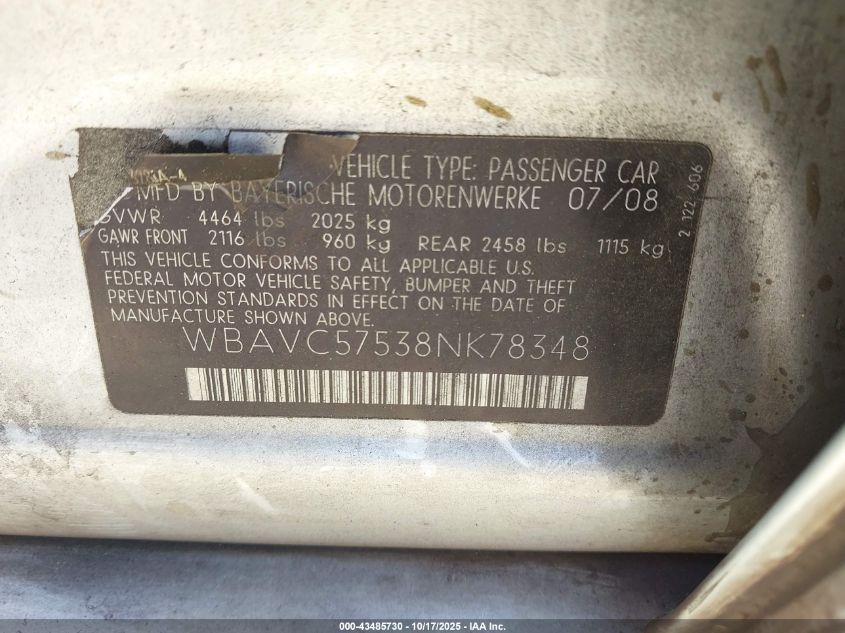 VEHICLE TYPE: PASSENGER CAR
MFD BY BAYERISCHE MOTORENWERKE 07/08
GVWR 4464 lbs 2025 kg
GAWR FRONT 2116 lbs 960 kg REAR 2458 lbs 1115 kg
THIS VEHICLE CONFORMS TO ALL APPLICABLE U.S.
FEDERAL MOTOR VEHICLE SAFETY, BUMPER AND THEFT
PREVENTION STANDARDS IN EFFECT ON THE DATE OF
MANUFACTURE SHOWN ABOVE.
WBAVC57538NK78348
2 122 606
000-43485730 - 10/17/2025 - IAA Inc.